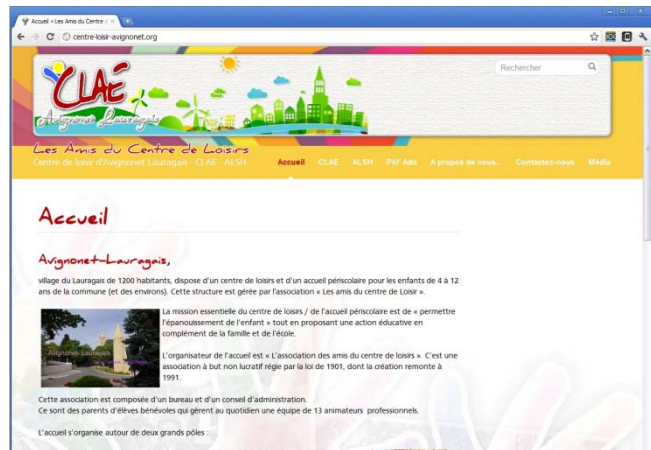 Accueil « Les Amis du Centre d
centre-loisir-avignonet.org
CLAÉ
Avignonet Lauragais
Rechercher
Les Amis du Centre de Loisirs
Centre de loisir d'Avignonet Lauragais - CLAE - ALSH
Accueil CLAE ALSH Pôl' Ado A propos de nous... Contactez-nous Média
Accueil
Avignonet-Lauragais,
village du Lauragais de 1200 habitants, dispose d'un centre de loisirs et d'un accueil périscolaire pour les enfants de 4 à 12
ans de la commune (et des environs). Cette structure est gérée par l'association « Les amis du centre de Loisir ».
La mission essentielle du centre de loisirs / de l'accueil périscolaire est de « permettre
l'épanouissement de l'enfant » tout en proposant une action éducative en
complément de la famille et de l'école.
Avignonet Lauragais
L'organisateur de l'accueil est « L'association des amis du centre de loisirs ». C'est une
association à but non lucratif régie par la loi de 1901, dont la création remonte à
1991.
Cette association est composée d'un bureau et d'un conseil d'administration.
Ce sont des parents d'élèves bénévoles qui gèrent au quotidien une équipe de 13 animateurs professionnels.
L'accueil s'organise autour de deux grands pôles :